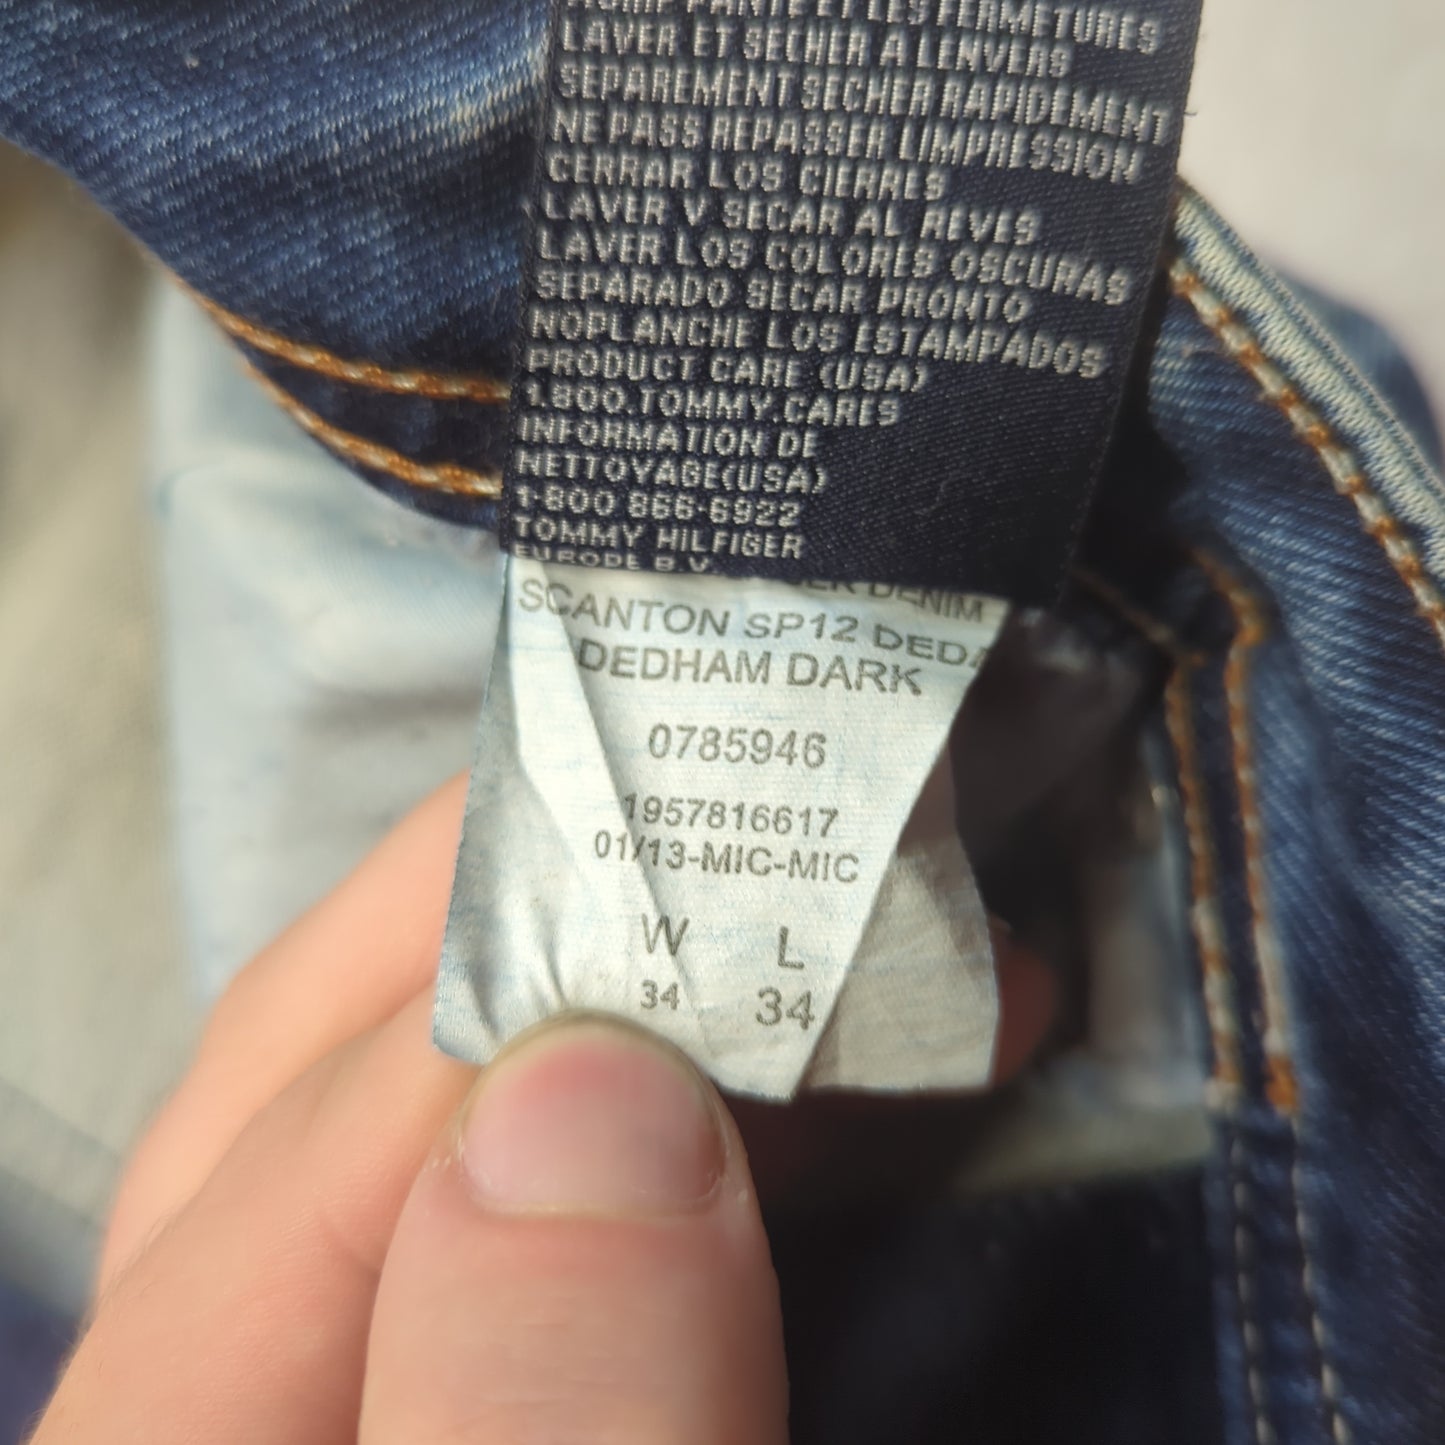 LAVER ET SECHER A LENVERS
SEPAREMENT SECHER RAPIDEMENT
NE PASS REPASSER LIMPRESSION
CERRAR LOS CIERRES
LAVER Y SECAR AL REVES
LAVER LOS COLORES OSCURAS
SEPARADO SECAR PRONTO
NOPLANCHE LOS ESTAMPADOS
PRODUCT CARE (USA)
1.800.TOMMY.CARES
INFORMATION DE
NETTOYAGE(USA)
1-800 866-6922
TOMMY HILFIGER
EUROPE B.V.
DENIM
SCANTON SP12 DEDA
DEDHAM DARK
0785946
1957816617
01/13-MIC-MIC
W L
34 34